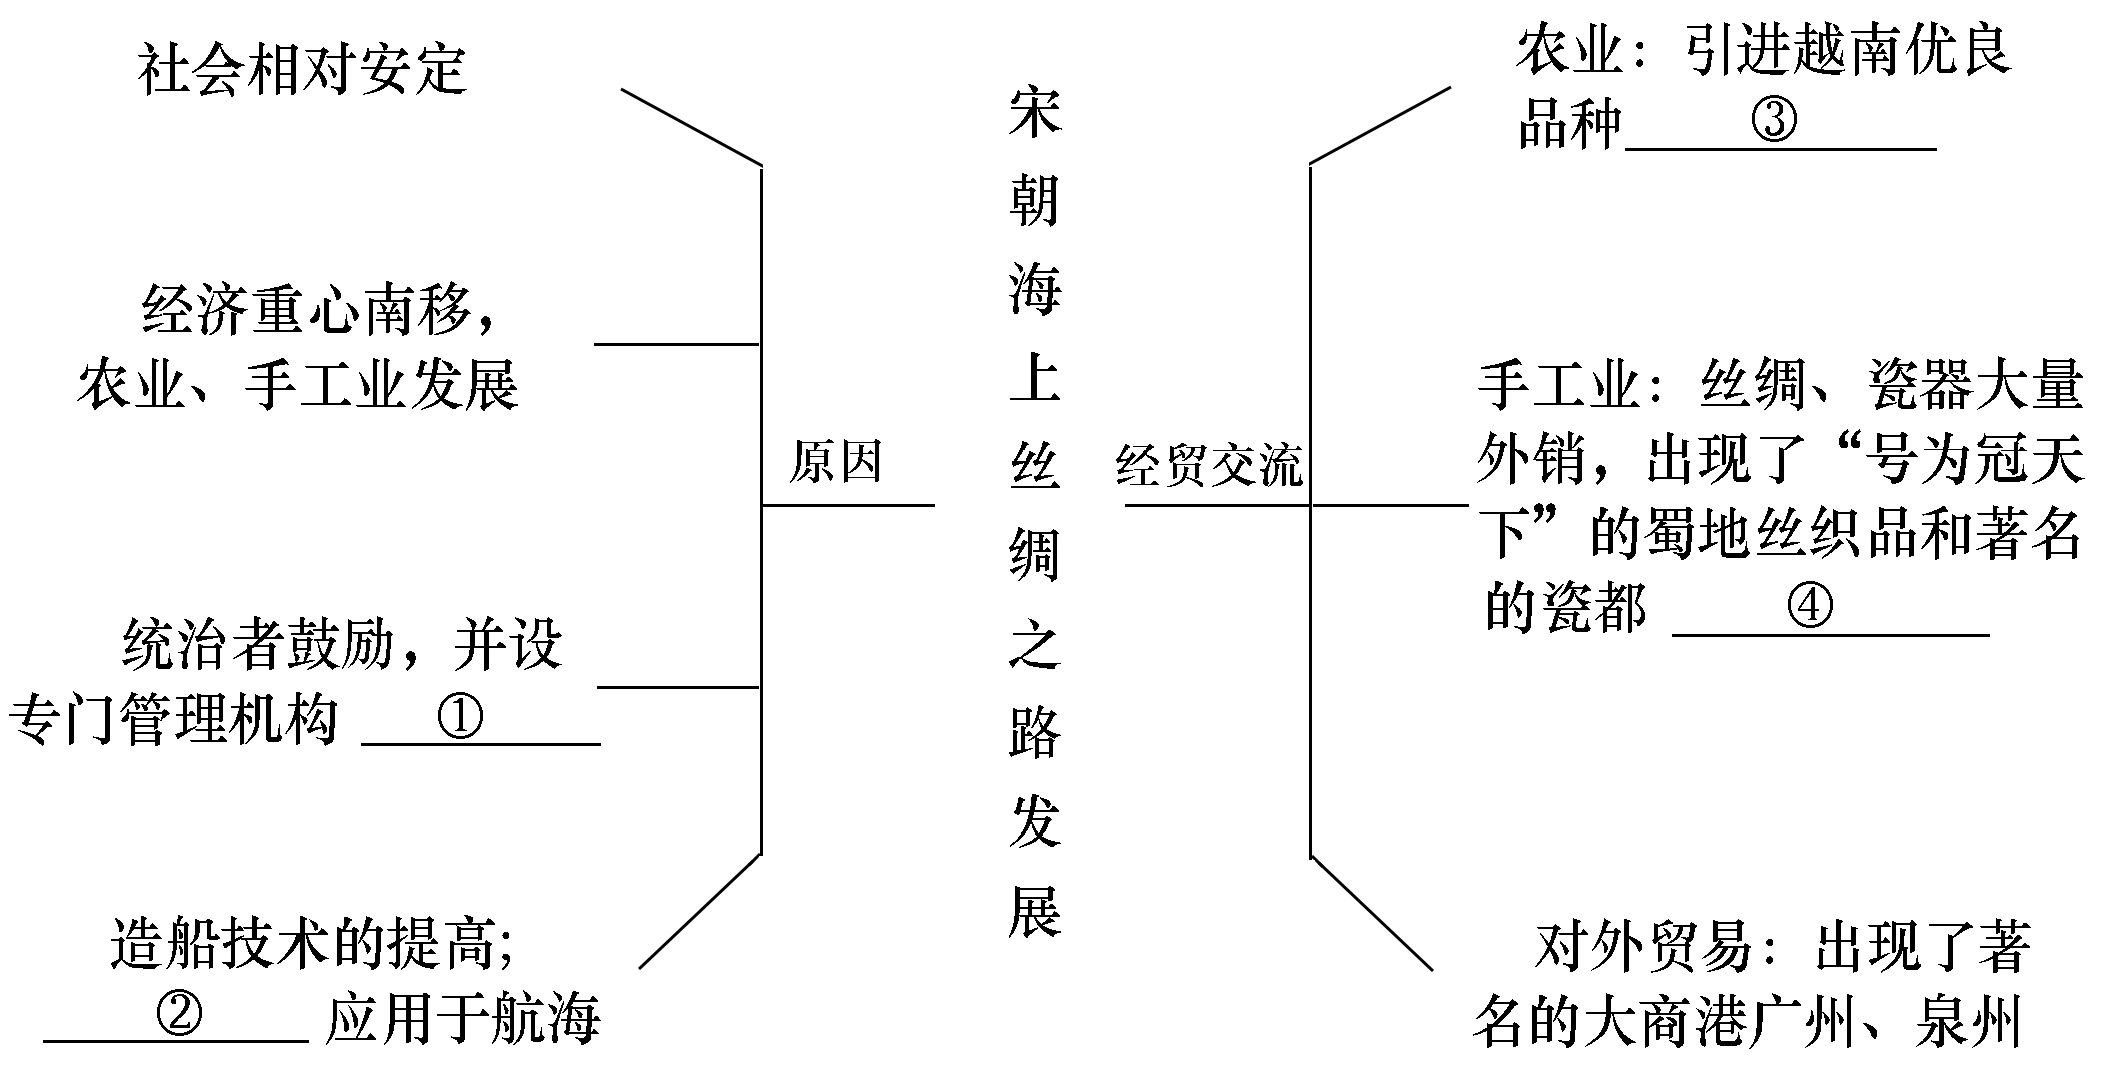 社会相对安定
经济重心南移，
农业、手工业发展
统治者鼓励，并设
专门管理机构 ①
造船技术的提高；
② 应用于航海
原因
宋朝海上丝绸之路发展
经贸交流
农业：引进越南优良
品种 ③
手工业：丝绸、瓷器大量
外销，出现了“号为冠天
下”的蜀地丝织品和著名
的瓷都 ④
对外贸易：出现了著
名的大商港广州、泉州